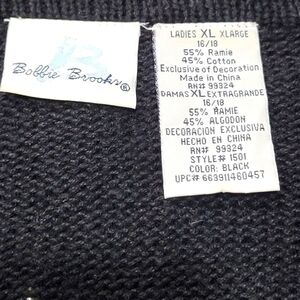 Bobbie Brooks®
LADIES XL XLARGE
16/18
55% Ramie
45% Cotton
Exclusive of Decoration
Made in China
RN# 99324
DAMAS XL EXTRAGRANDE
16/18
55% RAMIE
45% ALGODON
DECORACION EXCLUSIVA
HECHO EN CHINA
RN# 99324
STYLE# 1501
COLOR: BLACK
UPC# 663911460457